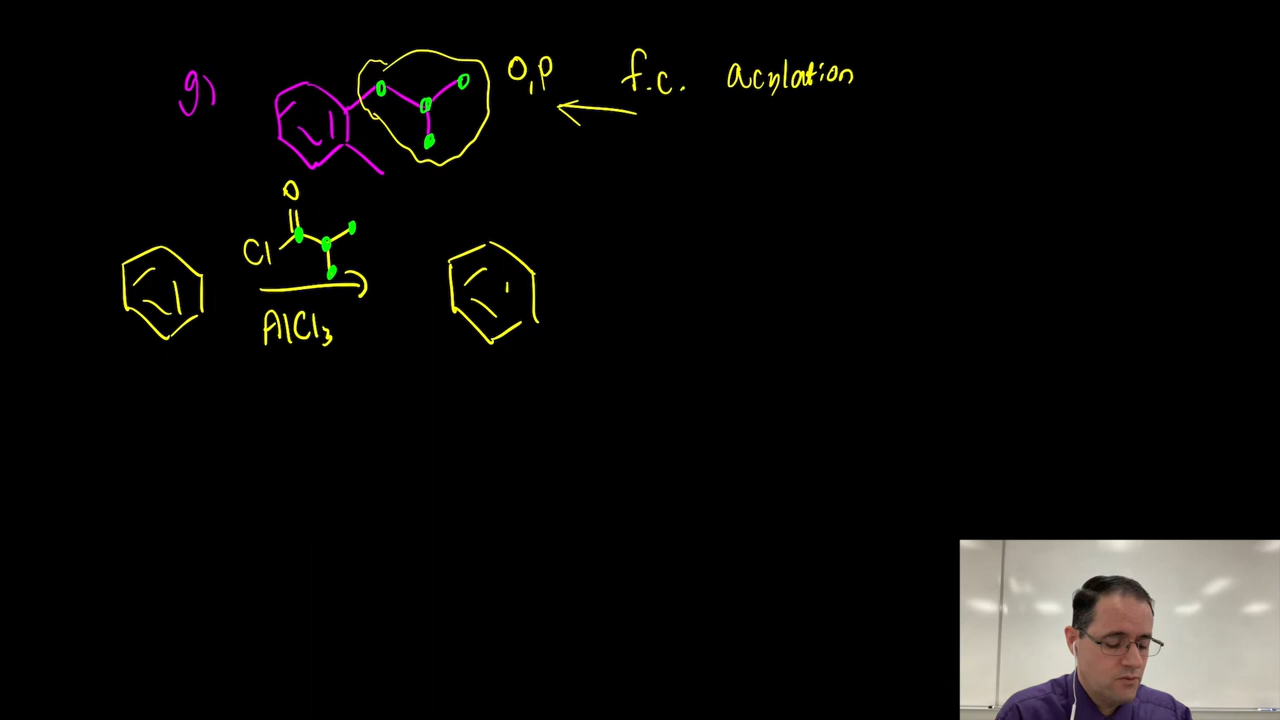 g)
O,P
f.c. acylation
O
Cl
AlCl₃